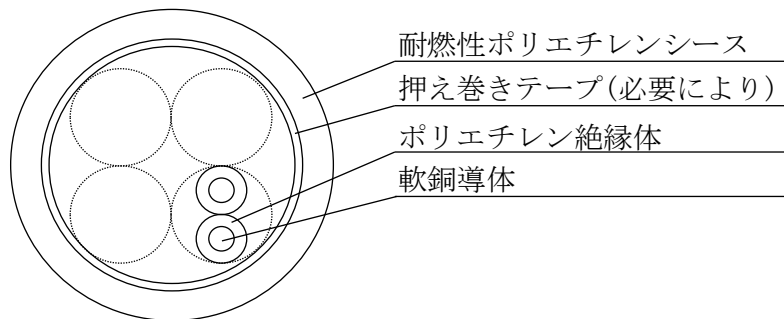 耐燃性ポリエチレンシース
押え巻きテープ(必要により)
ポリエチレン絶縁体
軟銅導体